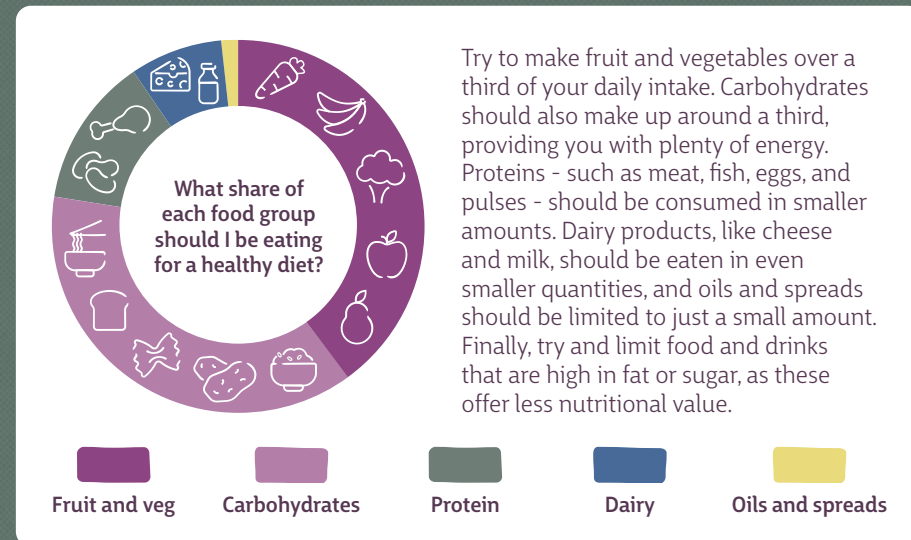 What share of
each food group
should I be eating
for a healthy diet?
Try to make fruit and vegetables over a
third of your daily intake. Carbohydrates
should also make up around a third,
providing you with plenty of energy.
Proteins - such as meat, fish, eggs, and
pulses - should be consumed in smaller
amounts. Dairy products, like cheese
and milk, should be eaten in even
smaller quantities, and oils and spreads
should be limited to just a small amount.
Finally, try and limit food and drinks
that are high in fat or sugar, as these
offer less nutritional value.
Fruit and veg
Carbohydrates
Protein
Dairy
Oils and spreads